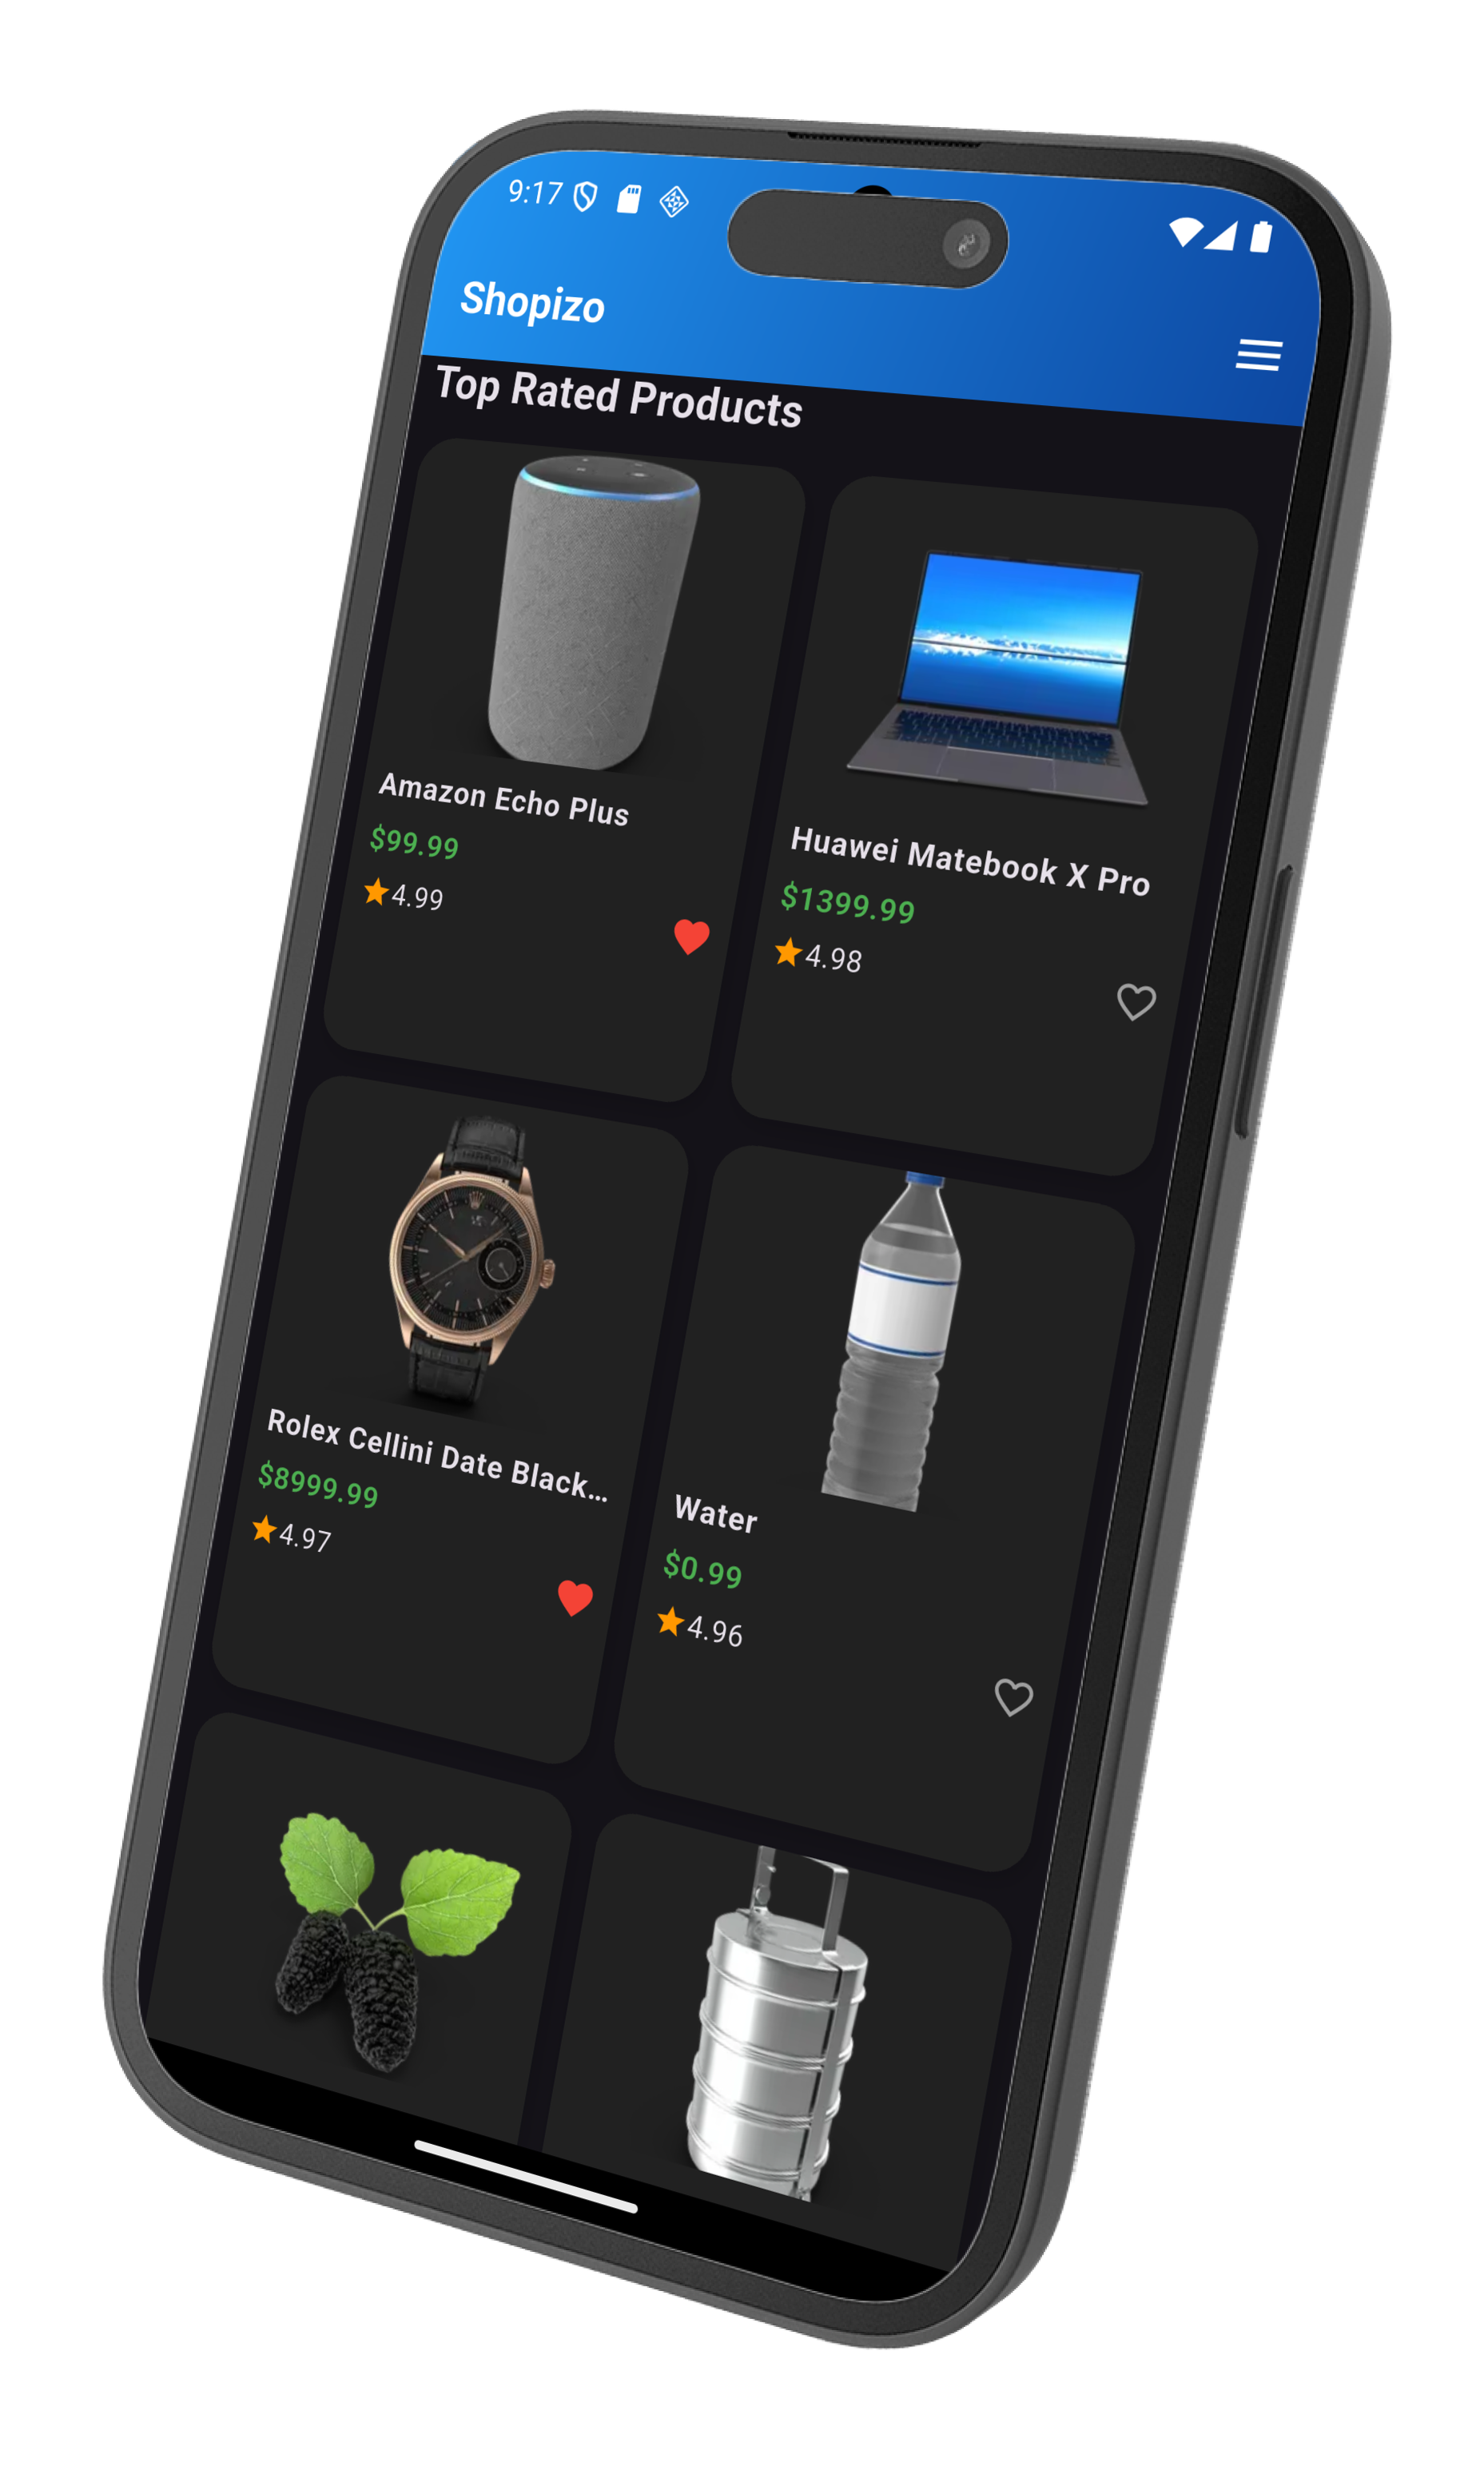 9:17
Shopizo
Top Rated Products
Amazon Echo Plus
$99.99
4.99
Huawei Matebook X Pro
$1399.99
4.98
Rolex Cellini Date Black...
$8999.99
4.97
Water
$0.99
4.96